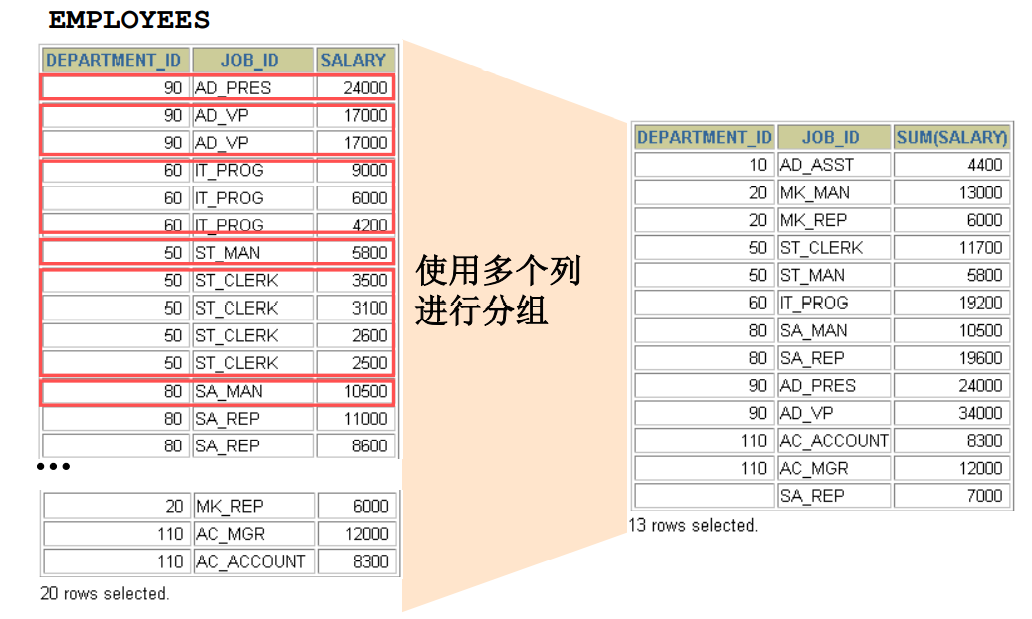 EMPLOYEES
DEPARTMENT_ID JOB_ID SALARY
90 AD_PRES 24000
90 AD_VP 17000
90 AD_VP 17000
60 IT_PROG 9000
60 IT_PROG 6000
60 IT_PROG 4200
50 ST_MAN 5800
50 ST_CLERK 3500
50 ST_CLERK 3100
50 ST_CLERK 2600
50 ST_CLERK 2500
80 SA_MAN 10500
80 SA_REP 11000
80 SA_REP 8600
•••
20 MK_REP 6000
110 AC_MGR 12000
110 AC_ACCOUNT 8300
20 rows selected.
使用多个列
进行分组
DEPARTMENT_ID JOB_ID SUM(SALARY)
10 AD_ASST 4400
20 MK_MAN 13000
20 MK_REP 6000
50 ST_CLERK 11700
50 ST_MAN 5800
60 IT_PROG 19200
80 SA_MAN 10500
80 SA_REP 19600
90 AD_PRES 24000
90 AD_VP 34000
110 AC_ACCOUNT 8300
110 AC_MGR 12000
SA_REP 7000
13 rows selected.